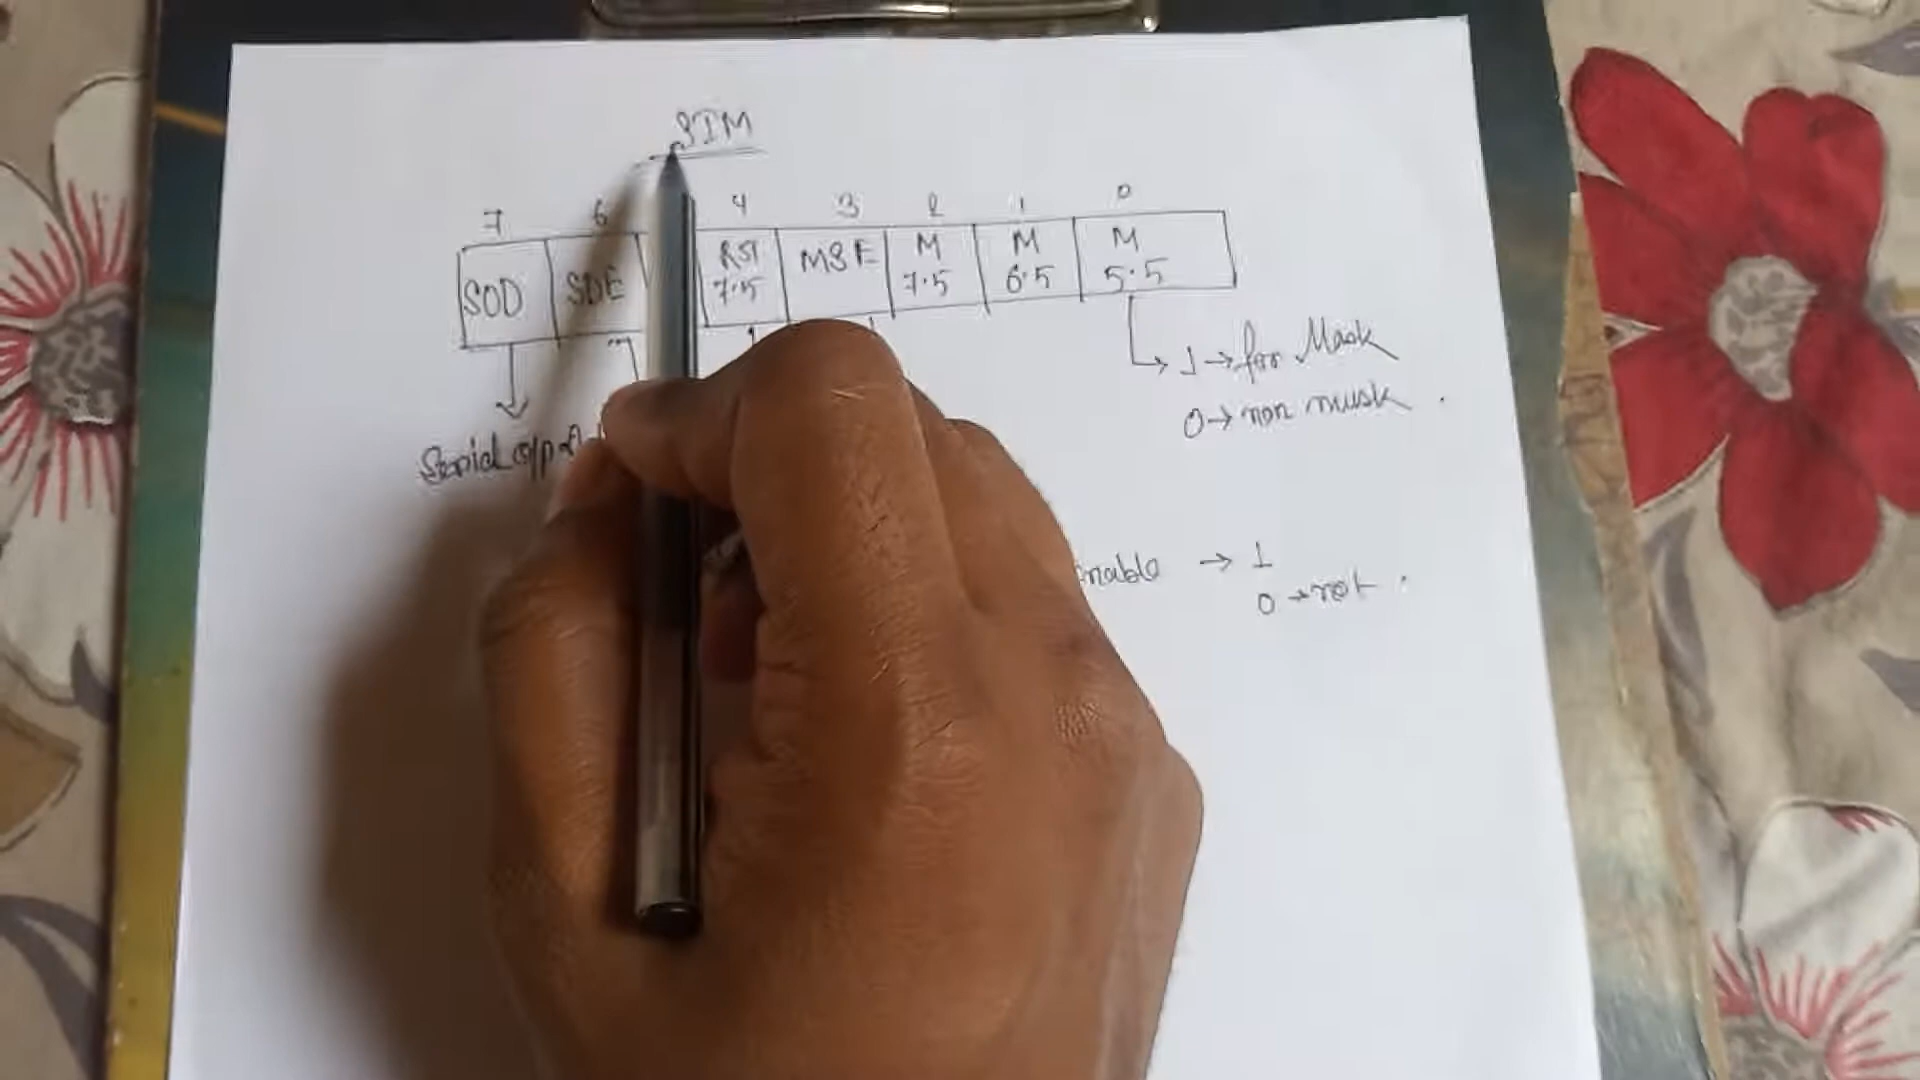 SIM
7 6 4 3 2 1 0
SOD SDE RST 7.5 MSE M 7.5 M 6.5 M 5.5
1 → for Mask
0 → non musk .
Serial o/p
enable → 1
0 → not .